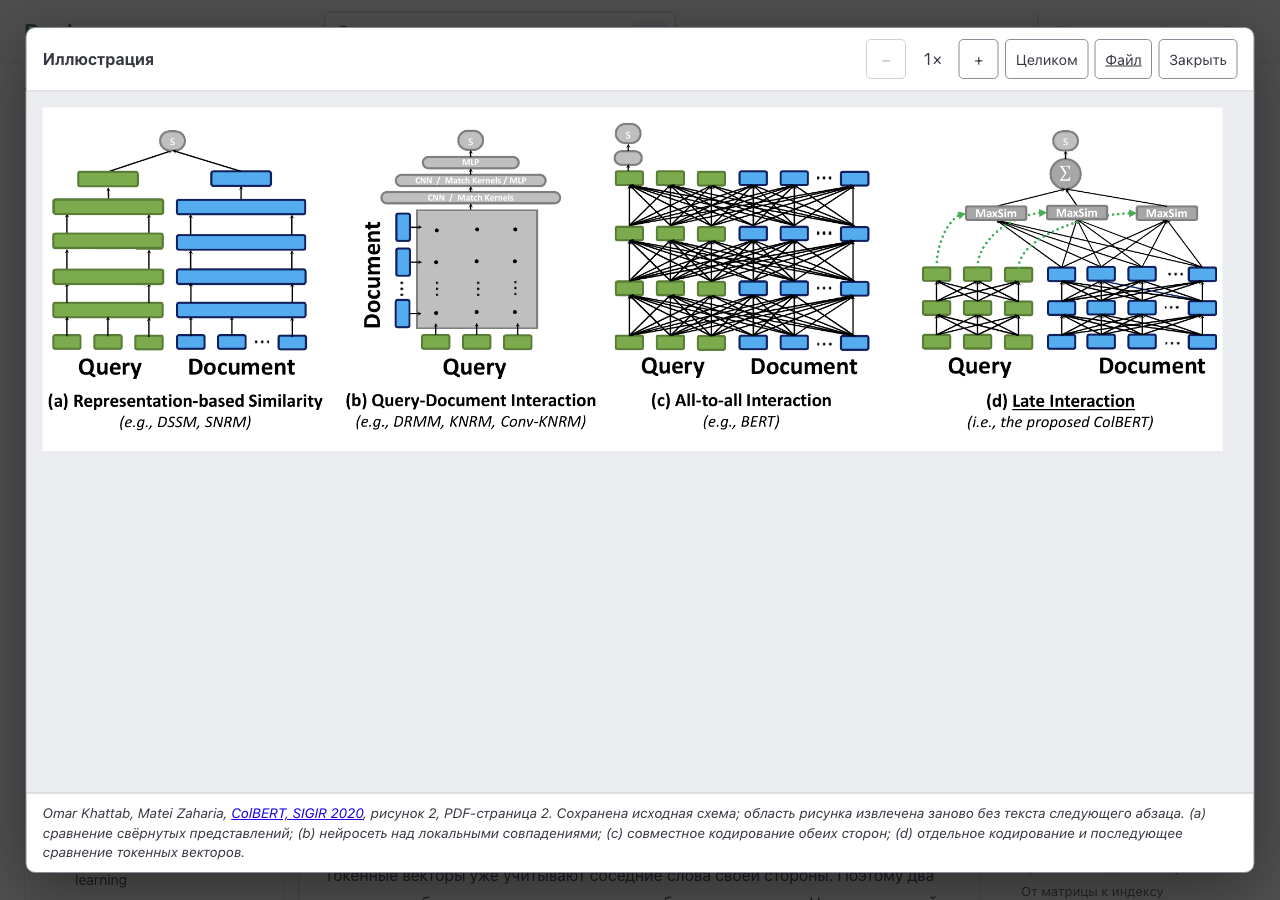 Иллюстрация
−
1×
+
Целиком
Файл
Закрыть
S
S
MLP
CNN / Match Kernels / MLP
CNN / Match Kernels
Document
S
S
Σ
MaxSim
MaxSim
MaxSim
Query
Document
Query
Query
Document
Query
Document
(a) Representation-based Similarity
(e.g., DSSM, SNRM)
(b) Query-Document Interaction
(e.g., DRMM, KNRM, Conv-KNRM)
(c) All-to-all Interaction
(e.g., BERT)
(d) Late Interaction
(i.e., the proposed ColBERT)
Omar Khattab, Matei Zaharia, ColBERT, SIGIR 2020, рисунок 2, PDF-страница 2. Сохранена исходная схема; область рисунка извлечена заново без текста следующего абзаца. (a)
сравнение свёрнутых представлений; (b) нейросеть над локальными совпадениями; (c) совместное кодирование обеих сторон; (d) отдельное кодирование и последующее
сравнение токенных векторов.
learning
токенные векторы уже учитывают соседние слова своей стороны. Поэтому два
От матрицы к индексу